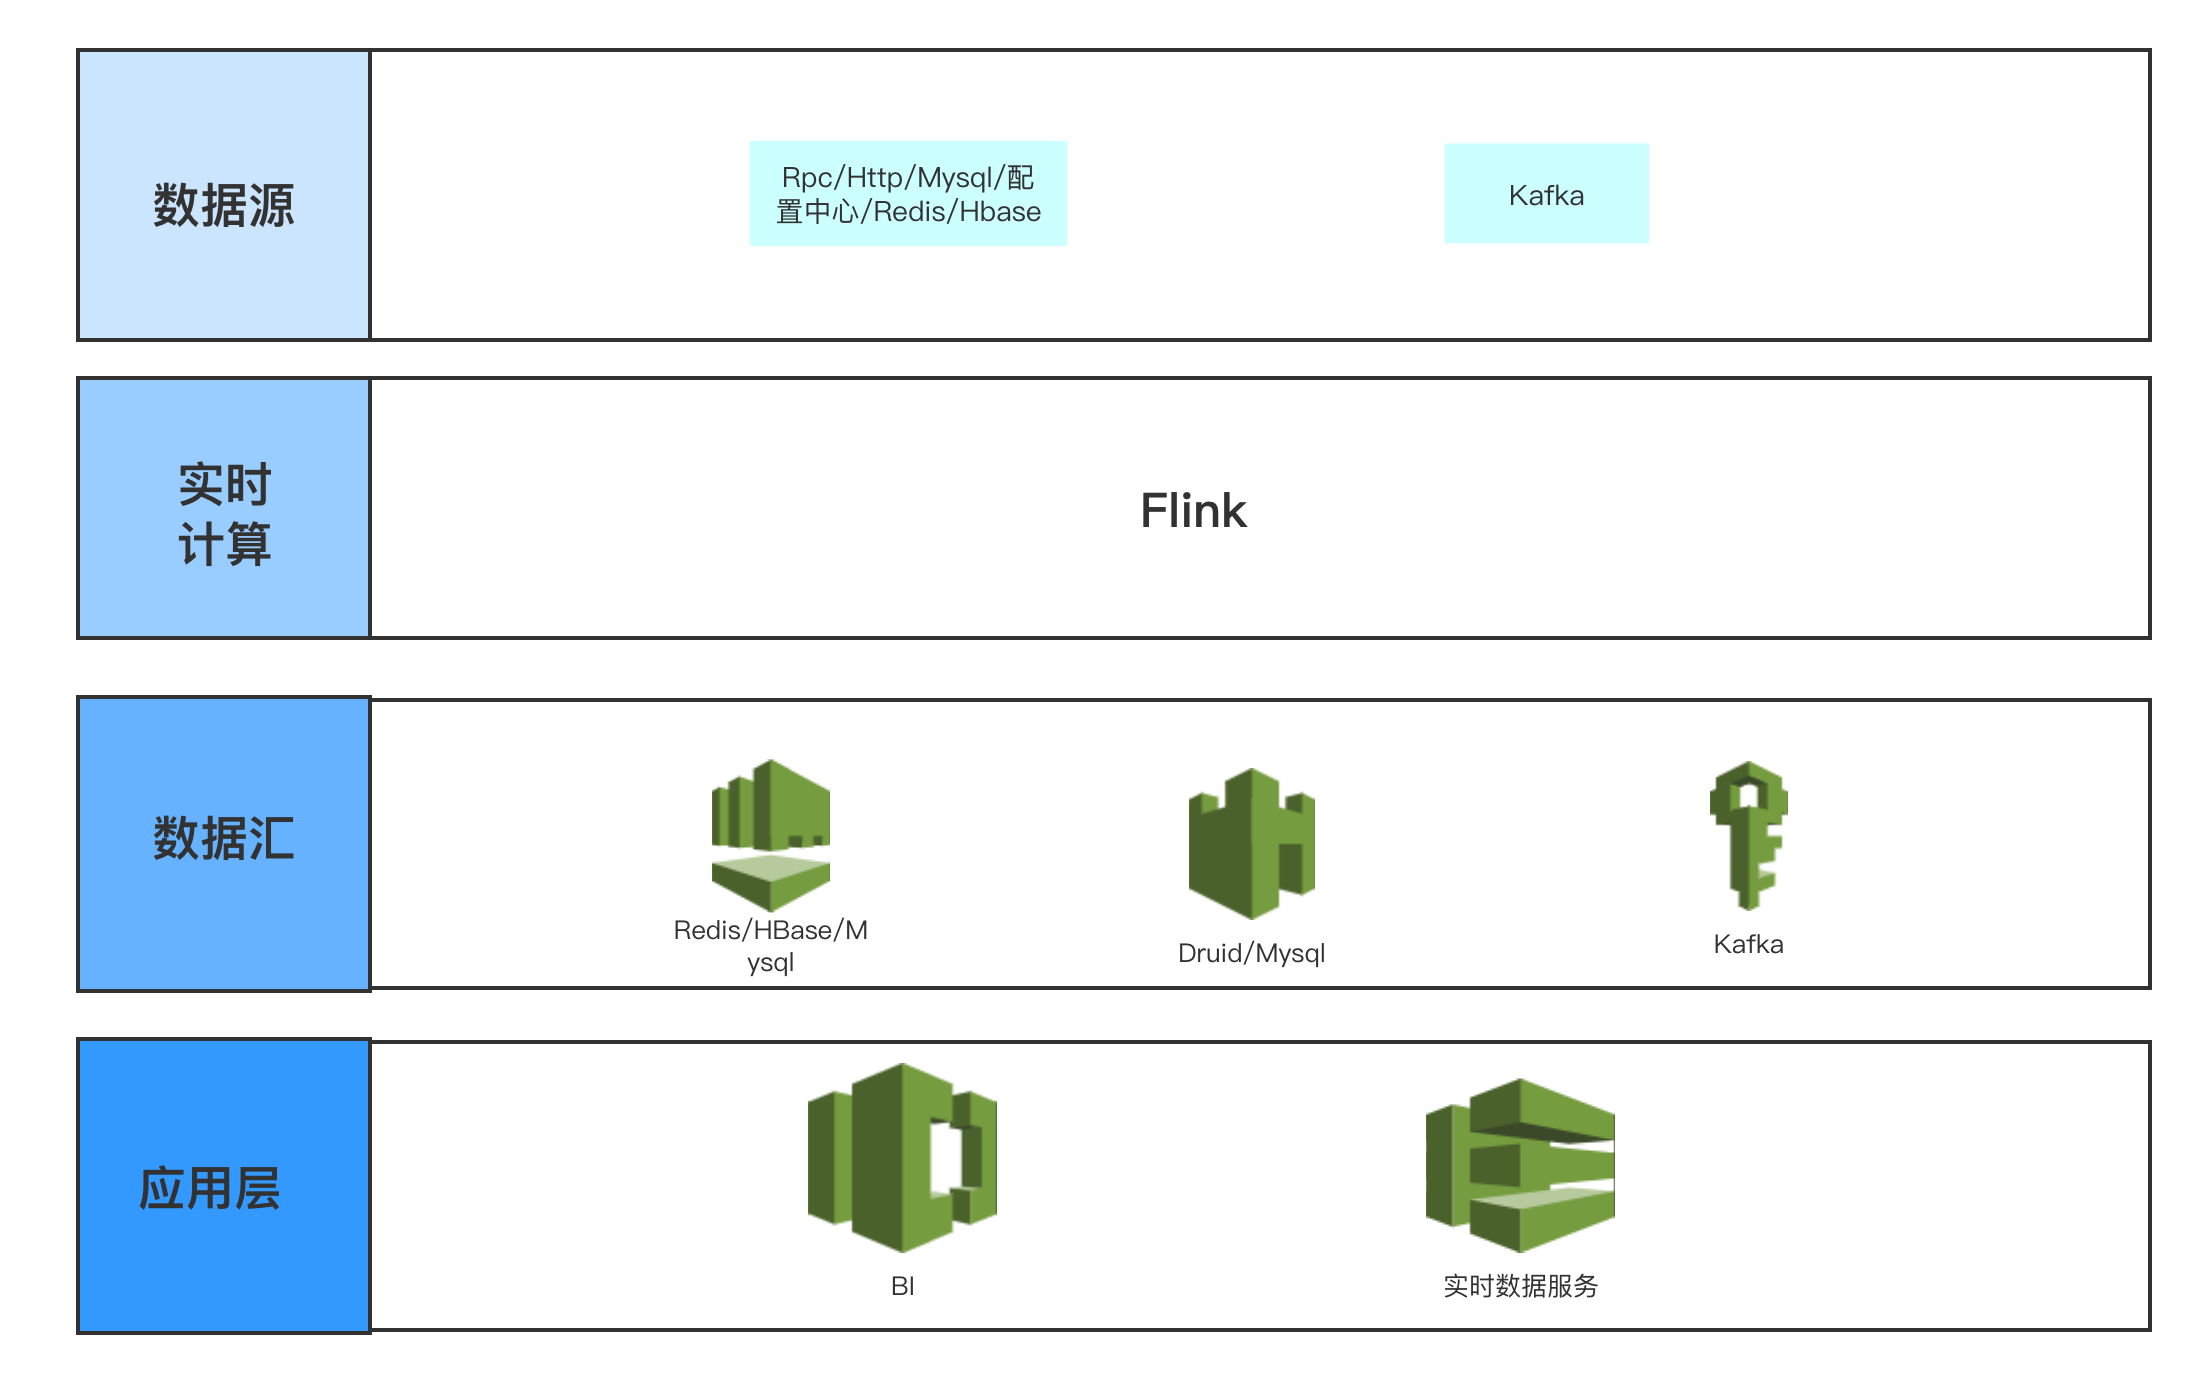 数据源
Rpc/Http/Mysql/配
置中心/Redis/Hbase
Kafka
实时
计算
Flink
数据汇
Redis/HBase/M
ysql
Druid/Mysql
Kafka
应用层
BI
实时数据服务